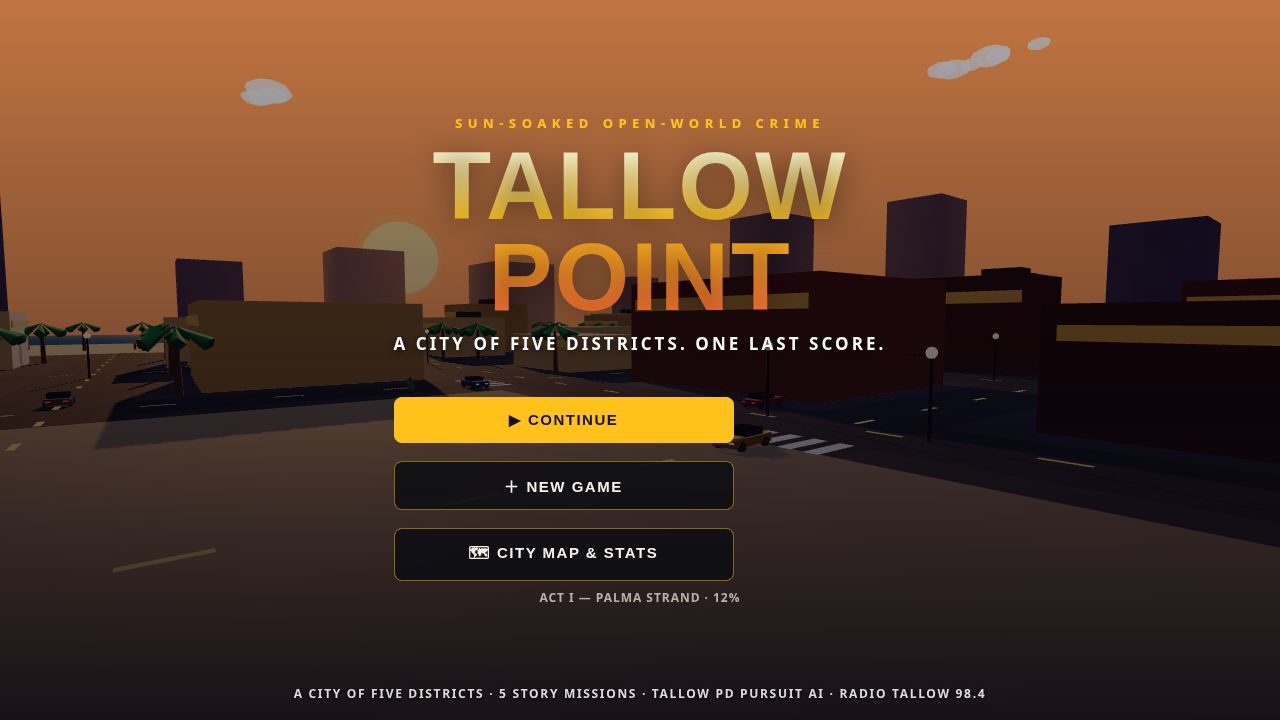 SUN-SOAKED OPEN-WORLD CRIME
TALLOW
POINT
A CITY OF FIVE DISTRICTS. ONE LAST SCORE.
▶ CONTINUE
+ NEW GAME
🗺 CITY MAP & STATS
ACT I — PALMA STRAND · 12%
A CITY OF FIVE DISTRICTS · 5 STORY MISSIONS · TALLOW PD PURSUIT AI · RADIO TALLOW 98.4